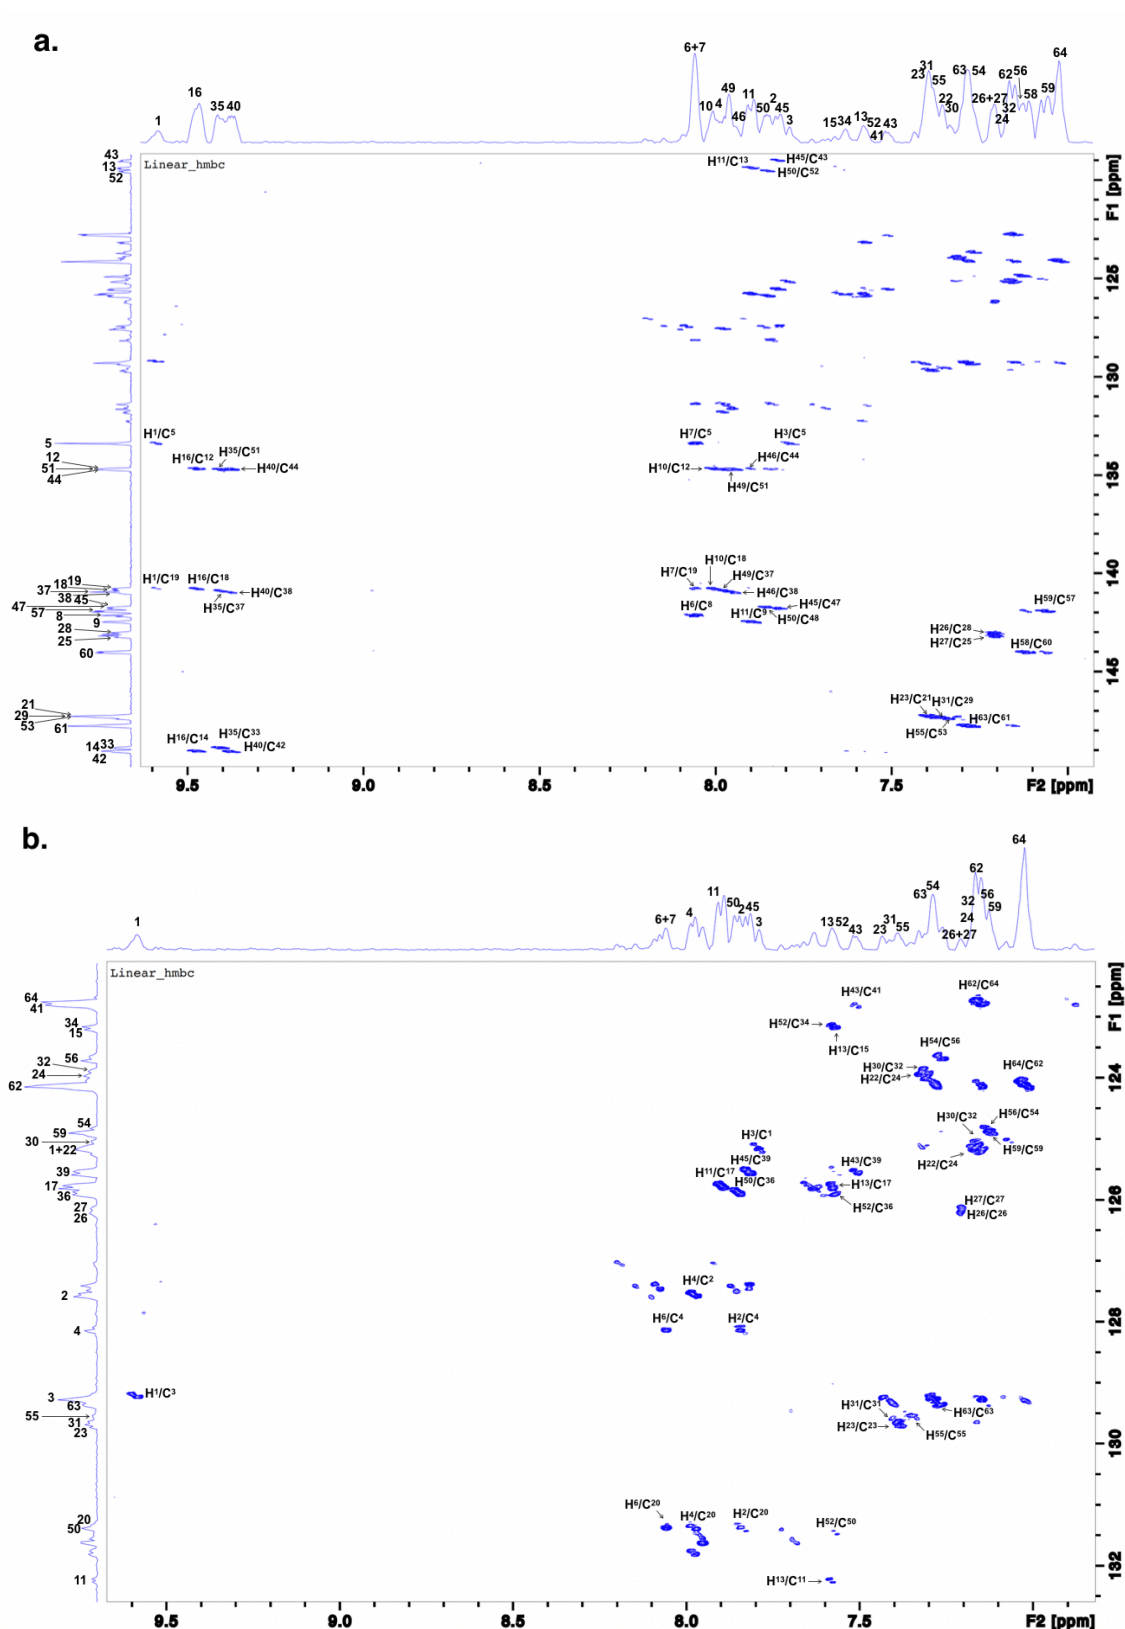 a.
6+7
64
31
63 54
62 56
16
49
11
2
23
55
22
26+27
58
59
1
35 40
10 4
46
50
45
3
15 34
13
52
41
43
30
32
24
Linear_hmbc
43
13
52
H11/C13
H45/C43
H50/C52
F1 [ppm]
125
130
H1/C5
H7/C5
H3/C5
5
12
51
44
H16/C12
H35/C51
H40/C44
H10/C12
H46/C44
H49/C51
135
140
18 19
37
38 45
47
57
8
9
28
25
60
H1/C19
H16/C18
H40/C38
H35/C37
H7/C19
H10/C18
H49/C37
H46/C38
H6/C8
H11/C9
H45/C47
H50/C48
H59/C57
H26/C28
H27/C25
H58/C60
145
21
29
53
61
H23/C21
H31/C29
H55/C53
H63/C61
14 33
42
H16/C14
H35/C33
H40/C42
9.5
9.0
8.5
8.0
7.5
F2 [ppm]
b.
64
62
54
63
11
50
2 45
3
4
6+7
1
13
52
43
23
31
55
32
24
56
59
26+27
Linear_hmbc
F1 [ppm]
64
41
H43/C41
H62/C64
34
15
H52/C34
H13/C15
56
32
24
62
H54/C56
H30/C32
H22/C24
H64/C62
124
54
59
30
1+22
H30/C32
H56/C54
H3/C1
H59/C59
H22/C24
39
17
36
H45/C39
H43/C39
H11/C17
H50/C36
H13/C17
H52/C36
27
26
H27/C27
H26/C26
126
2
H4/C2
4
H6/C4
H2/C4
128
3
63
55
31
23
H1/C3
H31/C31
H63/C63
H23/C23
H55/C55
130
20
50
H6/C20
H4/C20
H2/C20
H52/C50
11
H13/C11
132
9.5
9.0
8.5
8.0
7.5
F2 [ppm]